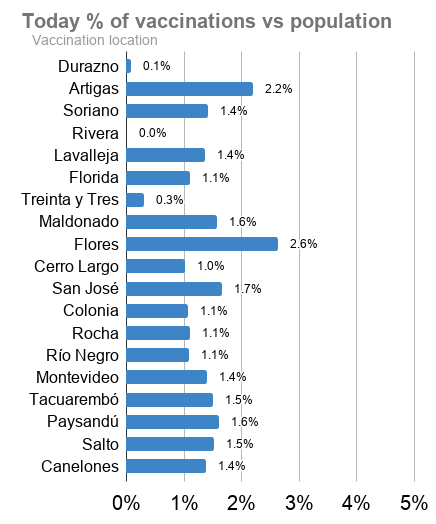 Today % of vaccinations vs population
Vaccination location
Durazno 0.1%
Artigas 2.2%
Soriano 1.4%
Rivera 0.0%
Lavalleja 1.4%
Florida 1.1%
Treinta y Tres 0.3%
Maldonado 1.6%
Flores 2.6%
Cerro Largo 1.0%
San José 1.7%
Colonia 1.1%
Rocha 1.1%
Río Negro 1.1%
Montevideo 1.4%
Tacuarembó 1.5%
Paysandú 1.6%
Salto 1.5%
Canelones 1.4%
0% 1% 2% 3% 4% 5%